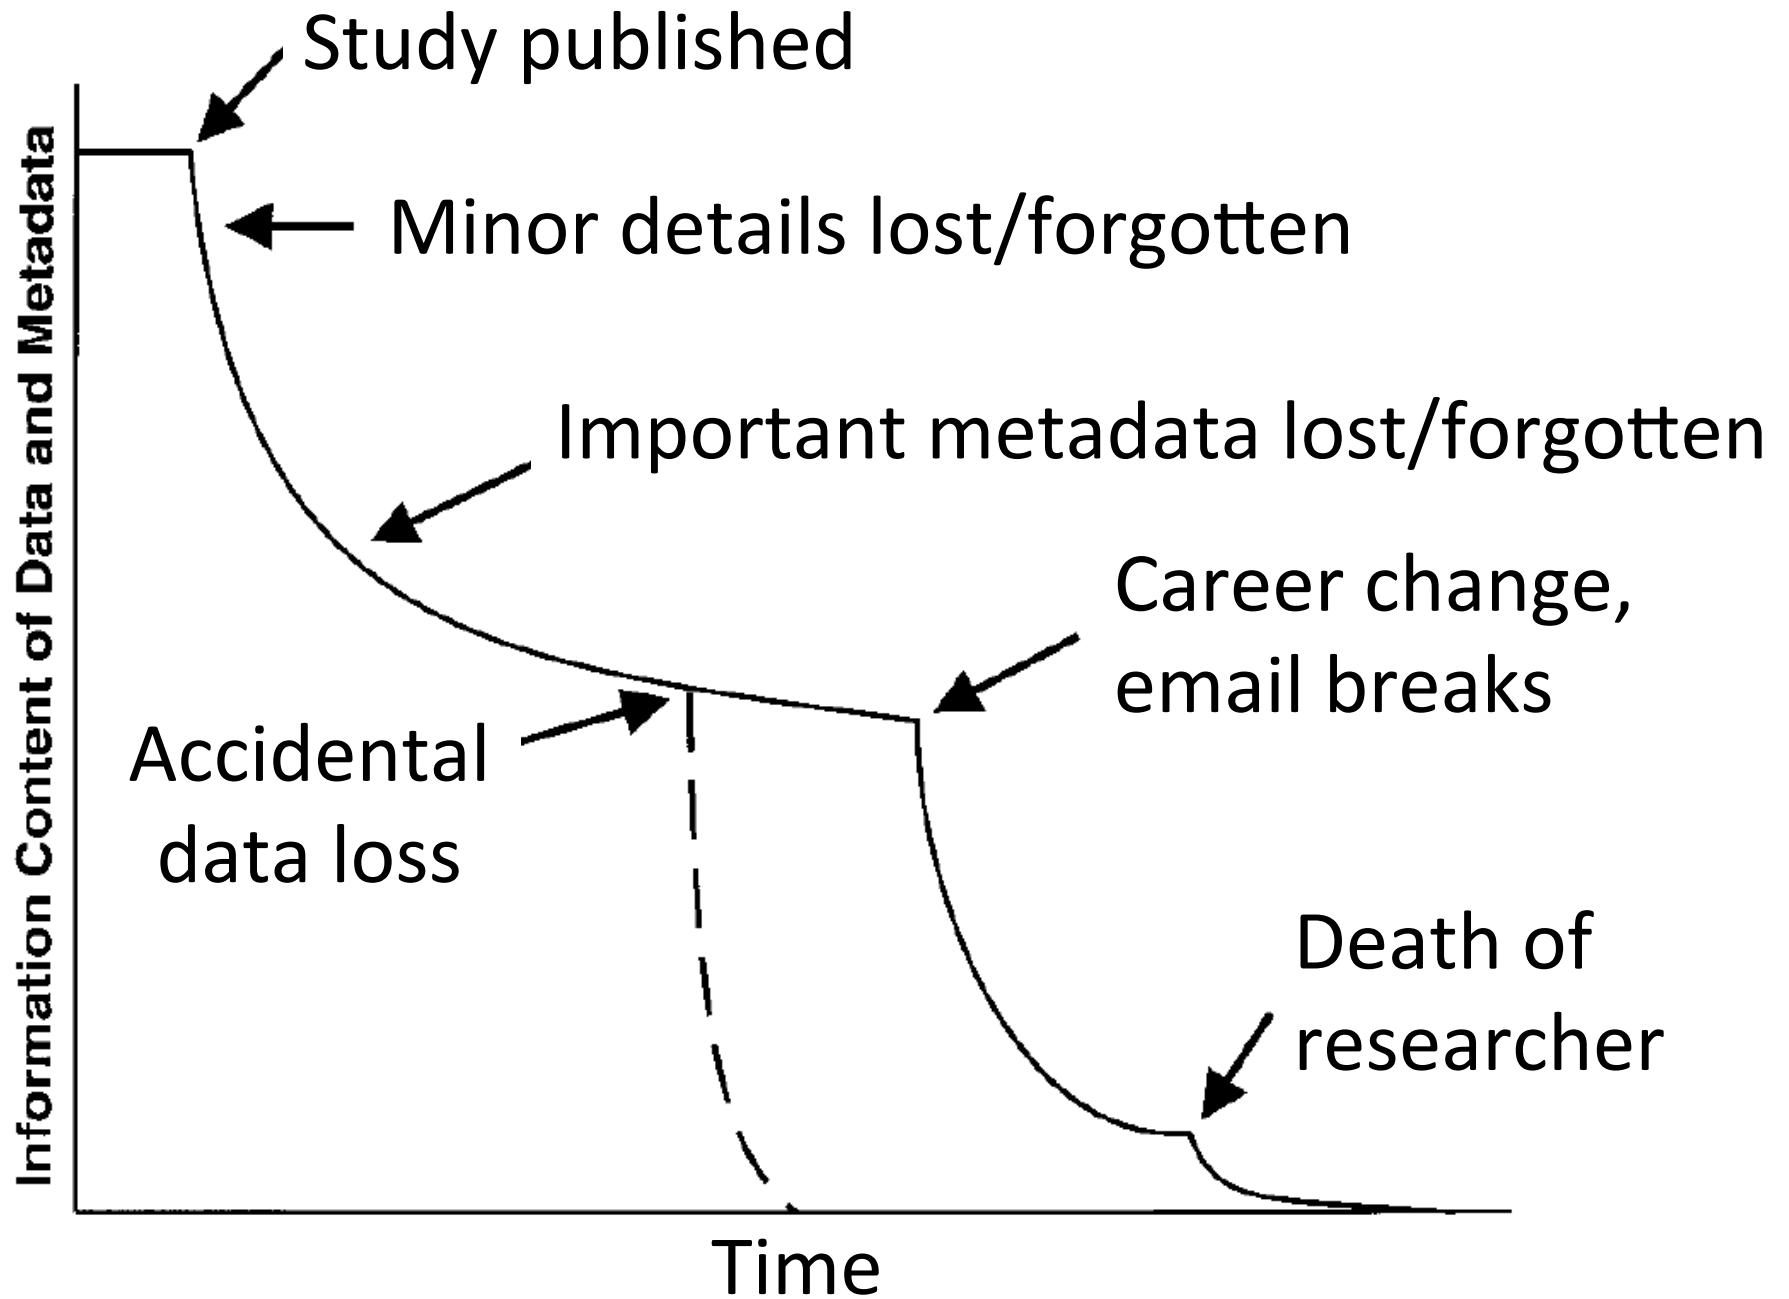 Study published
Minor details lost/forgotten
Important metadata lost/forgotten
Career change,
email breaks
Accidental
data loss
Death of
researcher
Information Content of Data and Metadata
Time